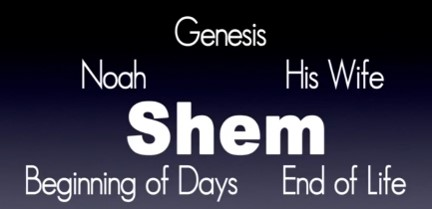 Genesis
Noah His Wife
Shem
Beginning of Days End of Life